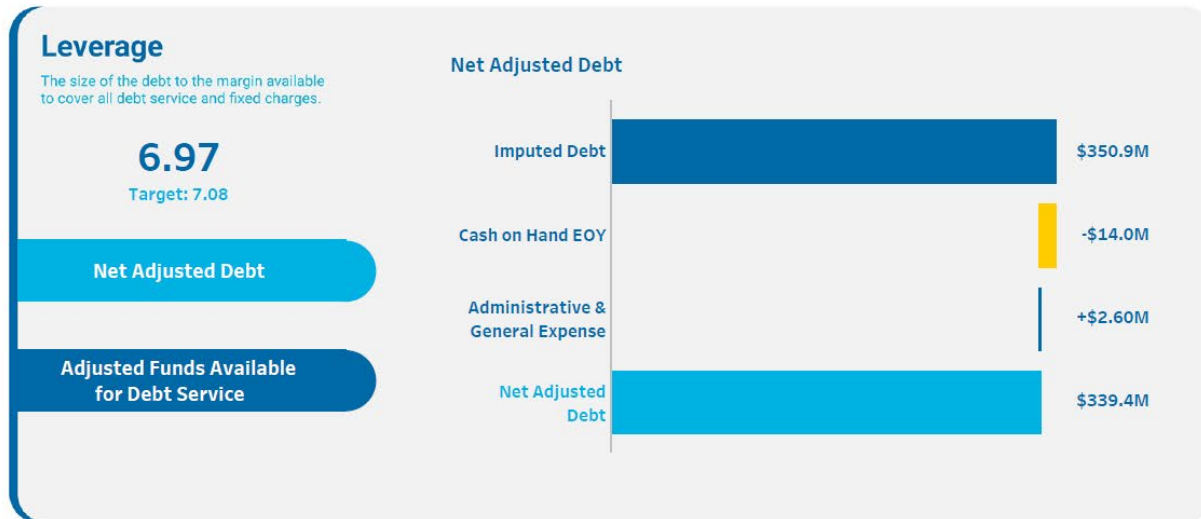 Leverage
The size of the debt to the margin available
to cover all debt service and fixed charges.
6.97
Target: 7.08
Net Adjusted Debt
Adjusted Funds Available
for Debt Service
Net Adjusted Debt
Imputed Debt
$350.9M
Cash on Hand EOY
-$14.0M
Administrative &
General Expense
+$2.60M
Net Adjusted
Debt
$339.4M